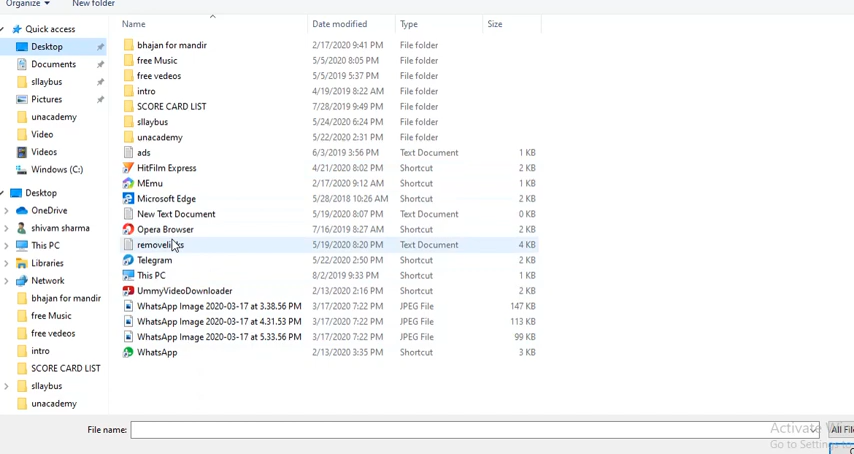 Organize New folder
Name Date modified Type Size
Quick access
Desktop
Documents
sllaybus
Pictures
unacademy
Video
Videos
Windows (C:)
Desktop
OneDrive
shivam sharma
This PC
Libraries
Network
bhajan for mandir
free Music
free vedeos
intro
SCORE CARD LIST
sllaybus
unacademy
bhajan for mandir 2/17/2020 9:41 PM File folder
free Music 5/5/2020 8:05 PM File folder
free vedeos 5/5/2019 5:37 PM File folder
intro 4/19/2019 8:22 AM File folder
SCORE CARD LIST 7/28/2019 9:49 PM File folder
sllaybus 5/24/2020 6:24 PM File folder
unacademy 5/22/2020 2:31 PM File folder
ads 6/3/2019 3:56 PM Text Document 1 KB
HitFilm Express 4/21/2020 8:02 PM Shortcut 2 KB
MEmu 2/17/2020 9:12 AM Shortcut 1 KB
Microsoft Edge 5/28/2018 10:26 AM Shortcut 2 KB
New Text Document 5/19/2020 8:07 PM Text Document 0 KB
Opera Browser 7/16/2019 8:27 AM Shortcut 2 KB
5/19/2020 8:20 PM Text Document 4 KB
Telegram 5/22/2020 2:50 PM Shortcut 2 KB
This PC 8/2/2019 9:33 PM Shortcut 1 KB
UmmyVideoDownloader 2/13/2020 2:16 PM Shortcut 2 KB
WhatsApp Image 2020-03-17 at 3.38.56 PM 3/17/2020 7:22 PM JPEG File 147 KB
WhatsApp Image 2020-03-17 at 4.31.53 PM 3/17/2020 7:22 PM JPEG File 113 KB
WhatsApp Image 2020-03-17 at 5.33.56 PM 3/17/2020 7:22 PM JPEG File 99 KB
WhatsApp 2/13/2020 3:35 PM Shortcut 3 KB
File name: All
Activate
Go to